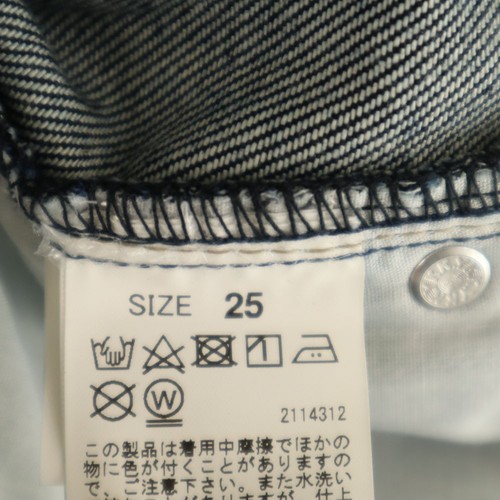 SIZE 25
W
2114312
この製品は着用中摩擦でほかの
物に色が付くことがありますの
でご注意下さい。また水洗い